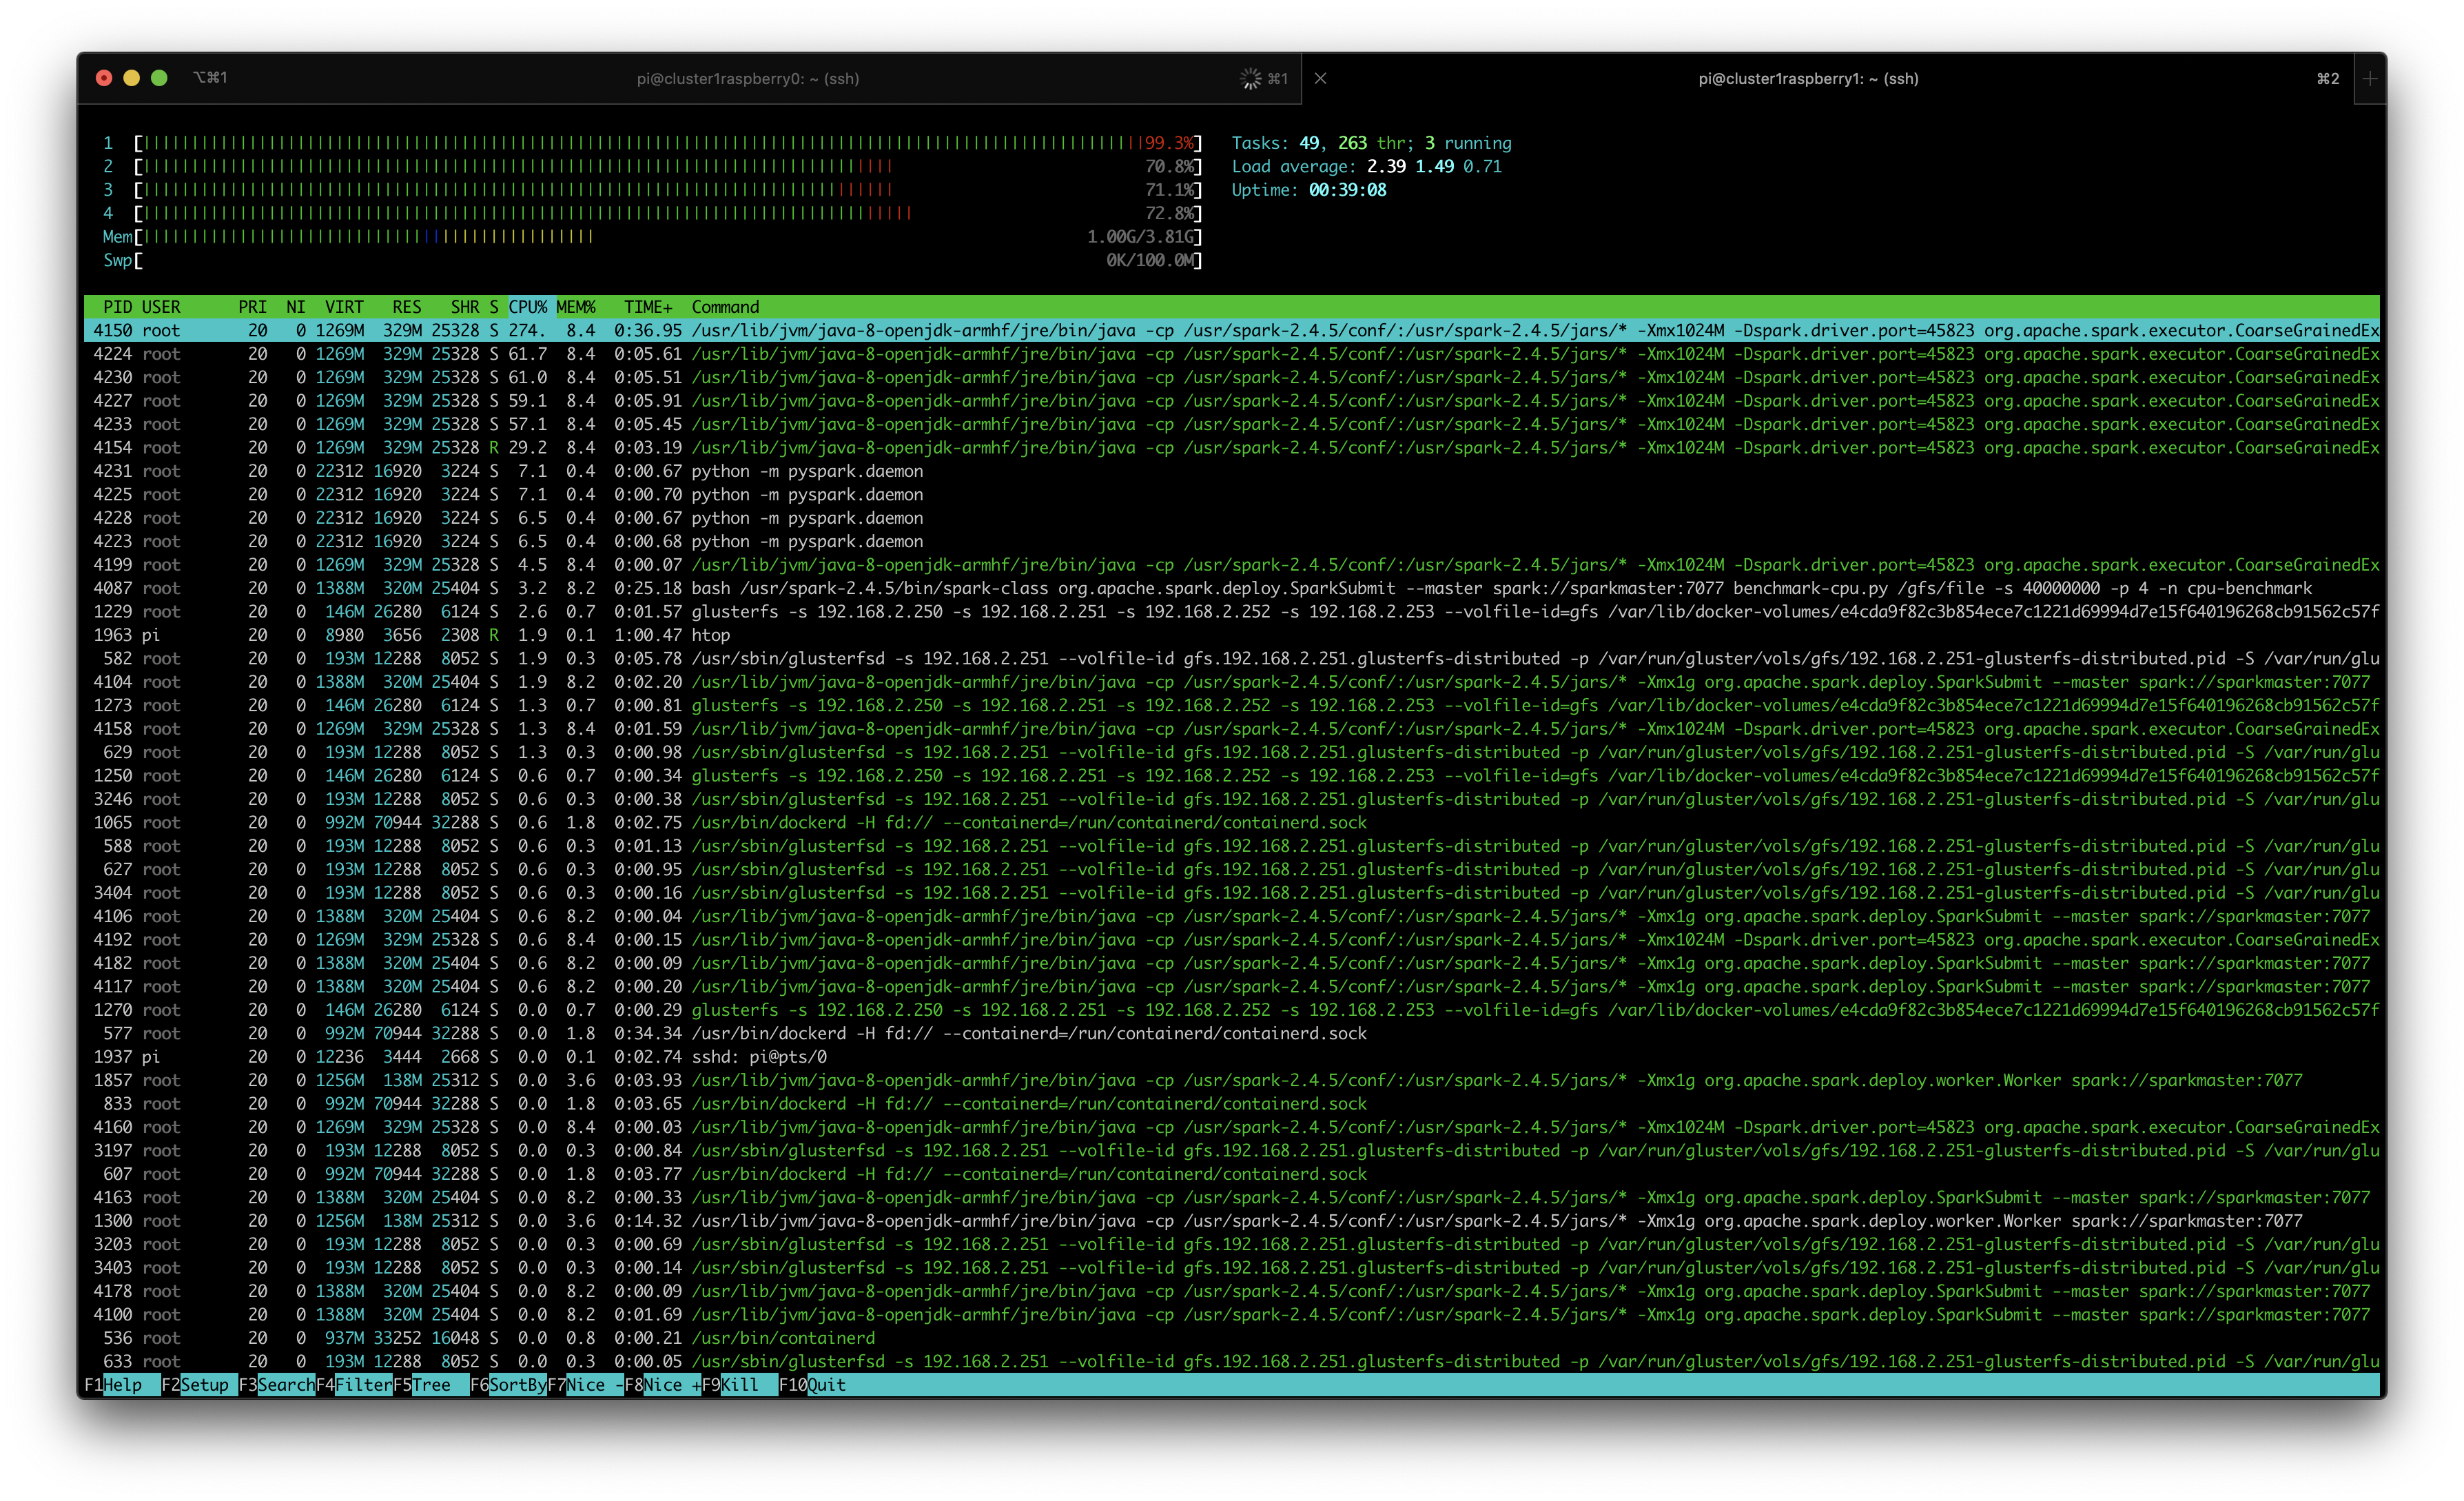 ⌥⌘1 pi@cluster1raspberry0: ~ (ssh) ⌘1 pi@cluster1raspberry1: ~ (ssh) ⌘2
1 [99.3%] Tasks: 49, 263 thr; 3 running
2 [70.8%] Load average: 2.39 1.49 0.71
3 [71.1%] Uptime: 00:39:08
4 [72.8%]
Mem[1.00G/3.81G]
Swp[0K/100.0M]
PID USER PRI NI VIRT RES SHR S CPU% MEM% TIME+ Command
4150 root 20 0 1269M 329M 25328 S 274. 8.4 0:36.95 /usr/lib/jvm/java-8-openjdk-armhf/jre/bin/java -cp /usr/spark-2.4.5/conf/:/usr/spark-2.4.5/jars/* -Xmx1024M -Dspark.driver.port=45823 org.apache.spark.executor.CoarseGrainedEx
4224 root 20 0 1269M 329M 25328 S 61.7 8.4 0:05.61 /usr/lib/jvm/java-8-openjdk-armhf/jre/bin/java -cp /usr/spark-2.4.5/conf/:/usr/spark-2.4.5/jars/* -Xmx1024M -Dspark.driver.port=45823 org.apache.spark.executor.CoarseGrainedEx
4230 root 20 0 1269M 329M 25328 S 61.0 8.4 0:05.51 /usr/lib/jvm/java-8-openjdk-armhf/jre/bin/java -cp /usr/spark-2.4.5/conf/:/usr/spark-2.4.5/jars/* -Xmx1024M -Dspark.driver.port=45823 org.apache.spark.executor.CoarseGrainedEx
4227 root 20 0 1269M 329M 25328 S 59.1 8.4 0:05.91 /usr/lib/jvm/java-8-openjdk-armhf/jre/bin/java -cp /usr/spark-2.4.5/conf/:/usr/spark-2.4.5/jars/* -Xmx1024M -Dspark.driver.port=45823 org.apache.spark.executor.CoarseGrainedEx
4233 root 20 0 1269M 329M 25328 S 57.1 8.4 0:05.45 /usr/lib/jvm/java-8-openjdk-armhf/jre/bin/java -cp /usr/spark-2.4.5/conf/:/usr/spark-2.4.5/jars/* -Xmx1024M -Dspark.driver.port=45823 org.apache.spark.executor.CoarseGrainedEx
4154 root 20 0 1269M 329M 25328 R 29.2 8.4 0:03.19 /usr/lib/jvm/java-8-openjdk-armhf/jre/bin/java -cp /usr/spark-2.4.5/conf/:/usr/spark-2.4.5/jars/* -Xmx1024M -Dspark.driver.port=45823 org.apache.spark.executor.CoarseGrainedEx
4231 root 20 0 22312 16920 3224 S 7.1 0.4 0:00.67 python -m pyspark.daemon
4225 root 20 0 22312 16920 3224 S 7.1 0.4 0:00.70 python -m pyspark.daemon
4228 root 20 0 22312 16920 3224 S 6.5 0.4 0:00.67 python -m pyspark.daemon
4223 root 20 0 22312 16920 3224 S 6.5 0.4 0:00.68 python -m pyspark.daemon
4199 root 20 0 1269M 329M 25328 S 4.5 8.4 0:00.07 /usr/lib/jvm/java-8-openjdk-armhf/jre/bin/java -cp /usr/spark-2.4.5/conf/:/usr/spark-2.4.5/jars/* -Xmx1024M -Dspark.driver.port=45823 org.apache.spark.executor.CoarseGrainedEx
4087 root 20 0 1388M 320M 25404 S 3.2 8.2 0:25.18 bash /usr/spark-2.4.5/bin/spark-class org.apache.spark.deploy.SparkSubmit --master spark://sparkmaster:7077 benchmark-cpu.py /gfs/file -s 40000000 -p 4 -n cpu-benchmark
1229 root 20 0 146M 26280 6124 S 2.6 0.7 0:01.57 glusterfs -s 192.168.2.250 -s 192.168.2.251 -s 192.168.2.252 -s 192.168.2.253 --volfile-id=gfs /var/lib/docker-volumes/e4cda9f82c3b854ece7c1221d69994d7e15f640196268cb91562c57f
1963 pi 20 0 8980 3656 2308 R 1.9 0.1 1:00.47 htop
582 root 20 0 193M 12288 8052 S 1.9 0.3 0:05.78 /usr/sbin/glusterfsd -s 192.168.2.251 --volfile-id gfs.192.168.2.251.glusterfs-distributed -p /var/run/gluster/vols/gfs/192.168.2.251-glusterfs-distributed.pid -S /var/run/glu
4104 root 20 0 1388M 320M 25404 S 1.9 8.2 0:02.20 /usr/lib/jvm/java-8-openjdk-armhf/jre/bin/java -cp /usr/spark-2.4.5/conf/:/usr/spark-2.4.5/jars/* -Xmx1g org.apache.spark.deploy.SparkSubmit --master spark://sparkmaster:7077
1273 root 20 0 146M 26280 6124 S 1.3 0.7 0:00.81 glusterfs -s 192.168.2.250 -s 192.168.2.251 -s 192.168.2.252 -s 192.168.2.253 --volfile-id=gfs /var/lib/docker-volumes/e4cda9f82c3b854ece7c1221d69994d7e15f640196268cb91562c57f
4158 root 20 0 1269M 329M 25328 S 1.3 8.4 0:01.59 /usr/lib/jvm/java-8-openjdk-armhf/jre/bin/java -cp /usr/spark-2.4.5/conf/:/usr/spark-2.4.5/jars/* -Xmx1024M -Dspark.driver.port=45823 org.apache.spark.executor.CoarseGrainedEx
629 root 20 0 193M 12288 8052 S 1.3 0.3 0:00.98 /usr/sbin/glusterfsd -s 192.168.2.251 --volfile-id gfs.192.168.2.251.glusterfs-distributed -p /var/run/gluster/vols/gfs/192.168.2.251-glusterfs-distributed.pid -S /var/run/glu
1250 root 20 0 146M 26280 6124 S 0.6 0.7 0:00.34 glusterfs -s 192.168.2.250 -s 192.168.2.251 -s 192.168.2.252 -s 192.168.2.253 --volfile-id=gfs /var/lib/docker-volumes/e4cda9f82c3b854ece7c1221d69994d7e15f640196268cb91562c57f
3246 root 20 0 193M 12288 8052 S 0.6 0.3 0:00.38 /usr/sbin/glusterfsd -s 192.168.2.251 --volfile-id gfs.192.168.2.251.glusterfs-distributed -p /var/run/gluster/vols/gfs/192.168.2.251-glusterfs-distributed.pid -S /var/run/glu
1065 root 20 0 992M 70944 32288 S 0.6 1.8 0:02.75 /usr/bin/dockerd -H fd:// --containerd=/run/containerd/containerd.sock
588 root 20 0 193M 12288 8052 S 0.6 0.3 0:01.13 /usr/sbin/glusterfsd -s 192.168.2.251 --volfile-id gfs.192.168.2.251.glusterfs-distributed -p /var/run/gluster/vols/gfs/192.168.2.251-glusterfs-distributed.pid -S /var/run/glu
627 root 20 0 193M 12288 8052 S 0.6 0.3 0:00.95 /usr/sbin/glusterfsd -s 192.168.2.251 --volfile-id gfs.192.168.2.251.glusterfs-distributed -p /var/run/gluster/vols/gfs/192.168.2.251-glusterfs-distributed.pid -S /var/run/glu
3404 root 20 0 193M 12288 8052 S 0.6 0.3 0:00.16 /usr/sbin/glusterfsd -s 192.168.2.251 --volfile-id gfs.192.168.2.251.glusterfs-distributed -p /var/run/gluster/vols/gfs/192.168.2.251-glusterfs-distributed.pid -S /var/run/glu
4106 root 20 0 1388M 320M 25404 S 0.6 8.2 0:00.04 /usr/lib/jvm/java-8-openjdk-armhf/jre/bin/java -cp /usr/spark-2.4.5/conf/:/usr/spark-2.4.5/jars/* -Xmx1g org.apache.spark.deploy.SparkSubmit --master spark://sparkmaster:7077
4192 root 20 0 1269M 329M 25328 S 0.6 8.4 0:00.15 /usr/lib/jvm/java-8-openjdk-armhf/jre/bin/java -cp /usr/spark-2.4.5/conf/:/usr/spark-2.4.5/jars/* -Xmx1024M -Dspark.driver.port=45823 org.apache.spark.executor.CoarseGrainedEx
4182 root 20 0 1388M 320M 25404 S 0.6 8.2 0:00.09 /usr/lib/jvm/java-8-openjdk-armhf/jre/bin/java -cp /usr/spark-2.4.5/conf/:/usr/spark-2.4.5/jars/* -Xmx1g org.apache.spark.deploy.SparkSubmit --master spark://sparkmaster:7077
4117 root 20 0 1388M 320M 25404 S 0.6 8.2 0:00.20 /usr/lib/jvm/java-8-openjdk-armhf/jre/bin/java -cp /usr/spark-2.4.5/conf/:/usr/spark-2.4.5/jars/* -Xmx1g org.apache.spark.deploy.SparkSubmit --master spark://sparkmaster:7077
1270 root 20 0 146M 26280 6124 S 0.0 0.7 0:00.29 glusterfs -s 192.168.2.250 -s 192.168.2.251 -s 192.168.2.252 -s 192.168.2.253 --volfile-id=gfs /var/lib/docker-volumes/e4cda9f82c3b854ece7c1221d69994d7e15f640196268cb91562c57f
577 root 20 0 992M 70944 32288 S 0.0 1.8 0:34.34 /usr/bin/dockerd -H fd:// --containerd=/run/containerd/containerd.sock
1937 pi 20 0 12236 3444 2668 S 0.0 0.1 0:02.74 sshd: pi@pts/0
1857 root 20 0 1256M 138M 25312 S 0.0 3.6 0:03.93 /usr/lib/jvm/java-8-openjdk-armhf/jre/bin/java -cp /usr/spark-2.4.5/conf/:/usr/spark-2.4.5/jars/* -Xmx1g org.apache.spark.deploy.worker.Worker spark://sparkmaster:7077
833 root 20 0 992M 70944 32288 S 0.0 1.8 0:03.65 /usr/bin/dockerd -H fd:// --containerd=/run/containerd/containerd.sock
4160 root 20 0 1269M 329M 25328 S 0.0 8.4 0:00.03 /usr/lib/jvm/java-8-openjdk-armhf/jre/bin/java -cp /usr/spark-2.4.5/conf/:/usr/spark-2.4.5/jars/* -Xmx1024M -Dspark.driver.port=45823 org.apache.spark.executor.CoarseGrainedEx
3197 root 20 0 193M 12288 8052 S 0.0 0.3 0:00.84 /usr/sbin/glusterfsd -s 192.168.2.251 --volfile-id gfs.192.168.2.251.glusterfs-distributed -p /var/run/gluster/vols/gfs/192.168.2.251-glusterfs-distributed.pid -S /var/run/glu
607 root 20 0 992M 70944 32288 S 0.0 1.8 0:03.77 /usr/bin/dockerd -H fd:// --containerd=/run/containerd/containerd.sock
4163 root 20 0 1388M 320M 25404 S 0.0 8.2 0:00.33 /usr/lib/jvm/java-8-openjdk-armhf/jre/bin/java -cp /usr/spark-2.4.5/conf/:/usr/spark-2.4.5/jars/* -Xmx1g org.apache.spark.deploy.SparkSubmit --master spark://sparkmaster:7077
1300 root 20 0 1256M 138M 25312 S 0.0 3.6 0:14.32 /usr/lib/jvm/java-8-openjdk-armhf/jre/bin/java -cp /usr/spark-2.4.5/conf/:/usr/spark-2.4.5/jars/* -Xmx1g org.apache.spark.deploy.worker.Worker spark://sparkmaster:7077
3203 root 20 0 193M 12288 8052 S 0.0 0.3 0:00.69 /usr/sbin/glusterfsd -s 192.168.2.251 --volfile-id gfs.192.168.2.251.glusterfs-distributed -p /var/run/gluster/vols/gfs/192.168.2.251-glusterfs-distributed.pid -S /var/run/glu
3403 root 20 0 193M 12288 8052 S 0.0 0.3 0:00.14 /usr/sbin/glusterfsd -s 192.168.2.251 --volfile-id gfs.192.168.2.251.glusterfs-distributed -p /var/run/gluster/vols/gfs/192.168.2.251-glusterfs-distributed.pid -S /var/run/glu
4178 root 20 0 1388M 320M 25404 S 0.0 8.2 0:00.09 /usr/lib/jvm/java-8-openjdk-armhf/jre/bin/java -cp /usr/spark-2.4.5/conf/:/usr/spark-2.4.5/jars/* -Xmx1g org.apache.spark.deploy.SparkSubmit --master spark://sparkmaster:7077
4100 root 20 0 1388M 320M 25404 S 0.0 8.2 0:01.69 /usr/lib/jvm/java-8-openjdk-armhf/jre/bin/java -cp /usr/spark-2.4.5/conf/:/usr/spark-2.4.5/jars/* -Xmx1g org.apache.spark.deploy.SparkSubmit --master spark://sparkmaster:7077
536 root 20 0 937M 33252 16048 S 0.0 0.8 0:00.21 /usr/bin/containerd
633 root 20 0 193M 12288 8052 S 0.0 0.3 0:00.05 /usr/sbin/glusterfsd -s 192.168.2.251 --volfile-id gfs.192.168.2.251.glusterfs-distributed -p /var/run/gluster/vols/gfs/192.168.2.251-glusterfs-distributed.pid -S /var/run/glu
F1Help F2Setup F3SearchF4FilterF5Tree F6SortByF7Nice -F8Nice +F9Kill F10Quit